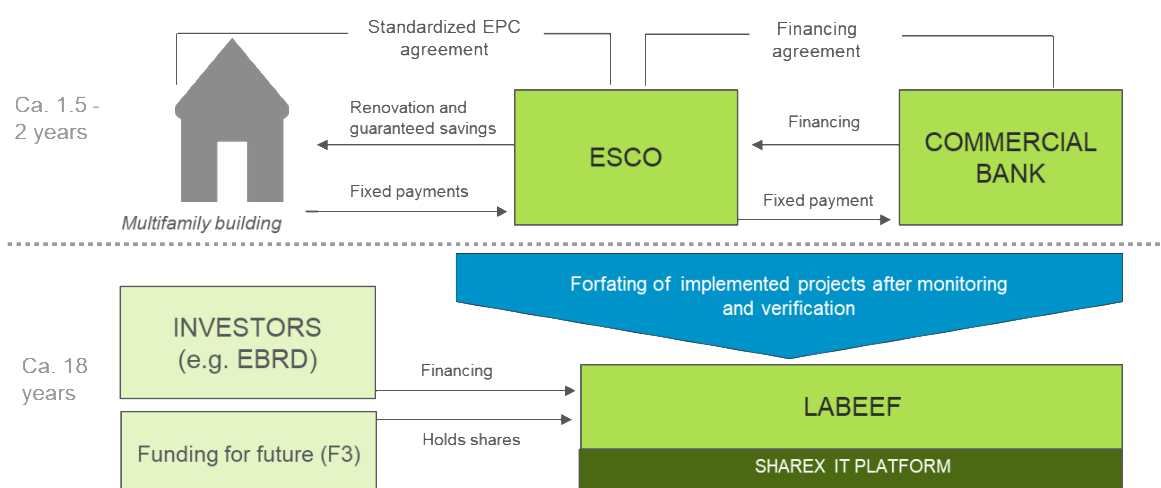 Standardized EPC
agreement
Financing
agreement
Ca. 1.5 -
2 years
Renovation and
guaranteed savings
Financing
ESCO
COMMERCIAL
BANK
Fixed payments
Fixed payment
Multifamily building
Forfating of implemented projects after monitoring
and verification
INVESTORS
(e.g. EBRD)
Ca. 18
years
Financing
LABEEF
Holds shares
Funding for future (F3)
SHAREX IT PLATFORM